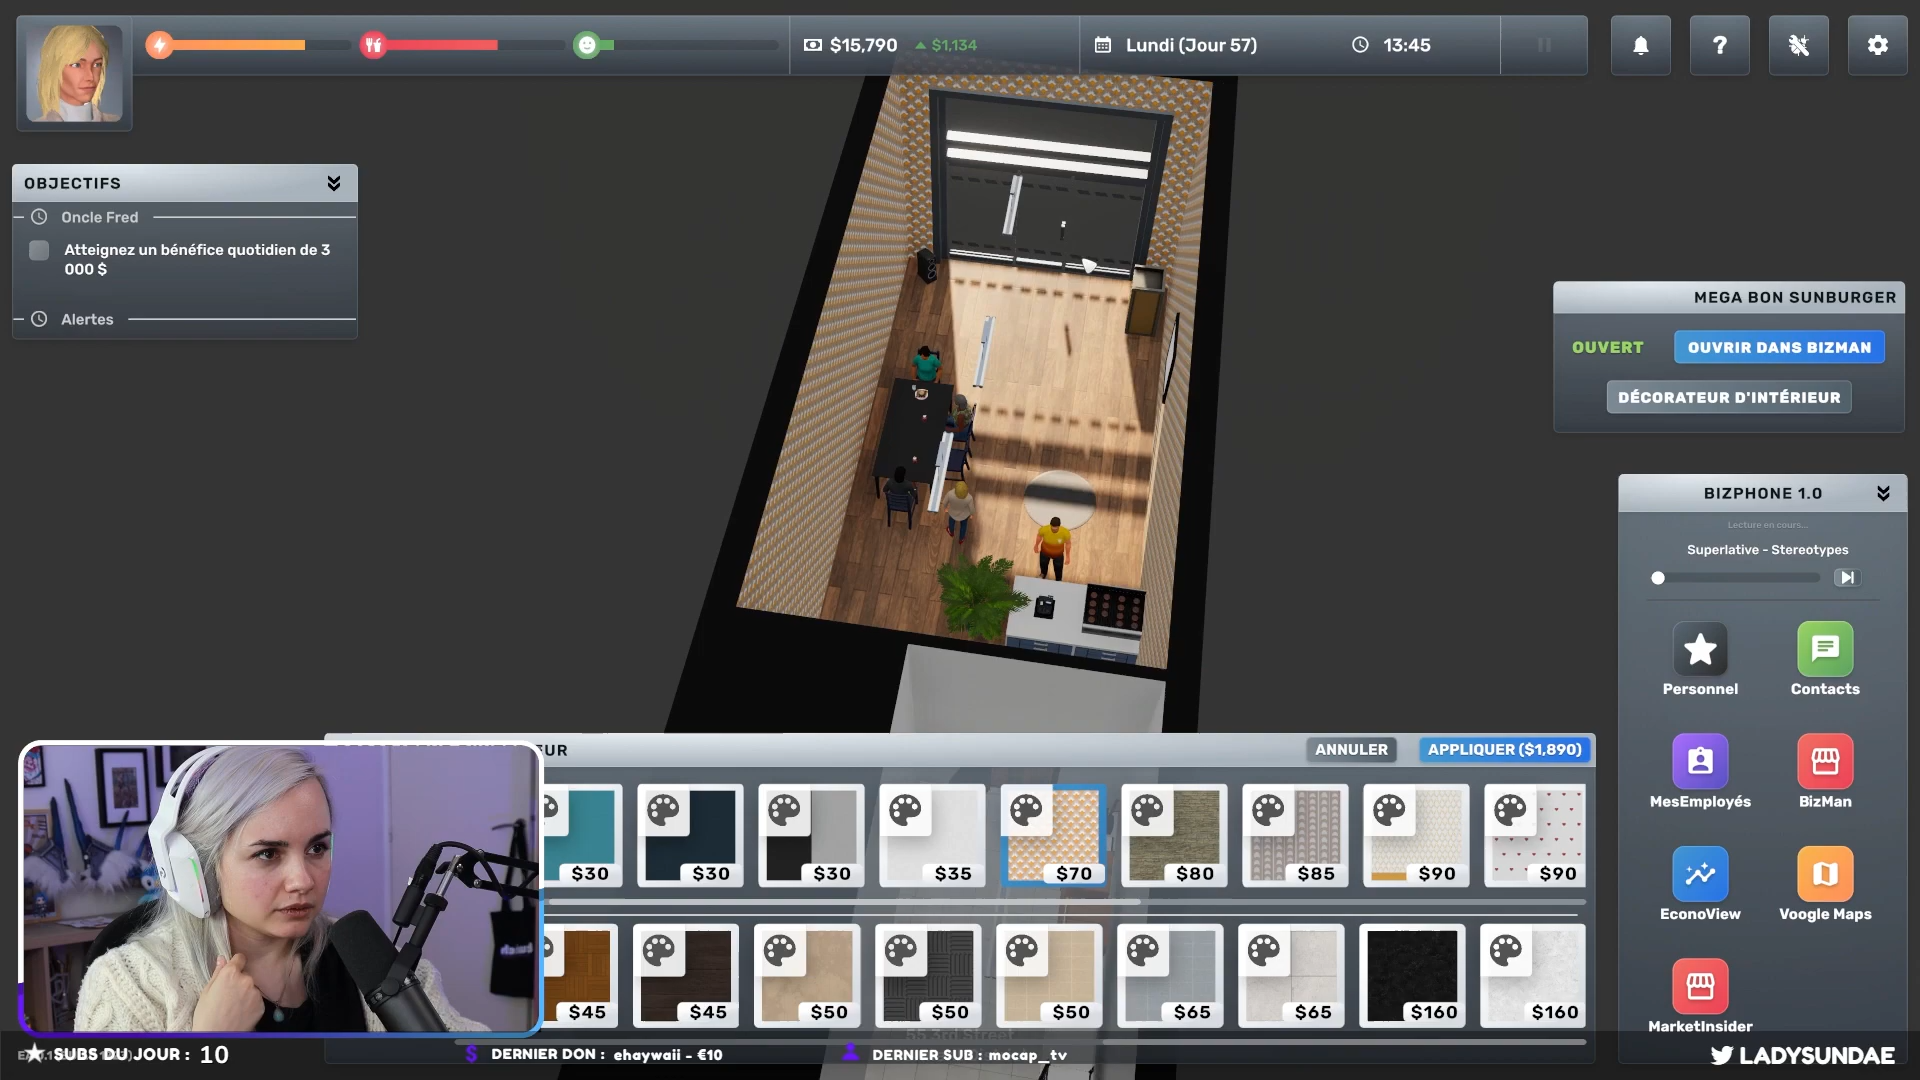 $15,790
$1,134
Lundi (Jour 57)
13:45
OBJECTIFS
Oncle Fred
Atteignez un bénéfice quotidien de 3
000 $
Alertes
MEGA BON SUNBURGER
OUVERT
OUVRIR DANS BIZMAN
DÉCORATEUR D'INTÉRIEUR
BIZPHONE 1.0
Lecture en cours...
Superlative - Stereotypes
Personnel
Contacts
MesEmployés
BizMan
EconoView
Voogle Maps
MarketInsider
UR
ANNULER
APPLIQUER ($1,890)
$30
$30
$30
$35
$70
$80
$85
$90
$90
$45
$45
$50
$50
$50
$65
$65
$160
$160
55 3rd Street
SUBS DU JOUR : 10
DERNIER DON : ehaywaii - €10
DERNIER SUB : mocap_tv
LADYSUNDAE